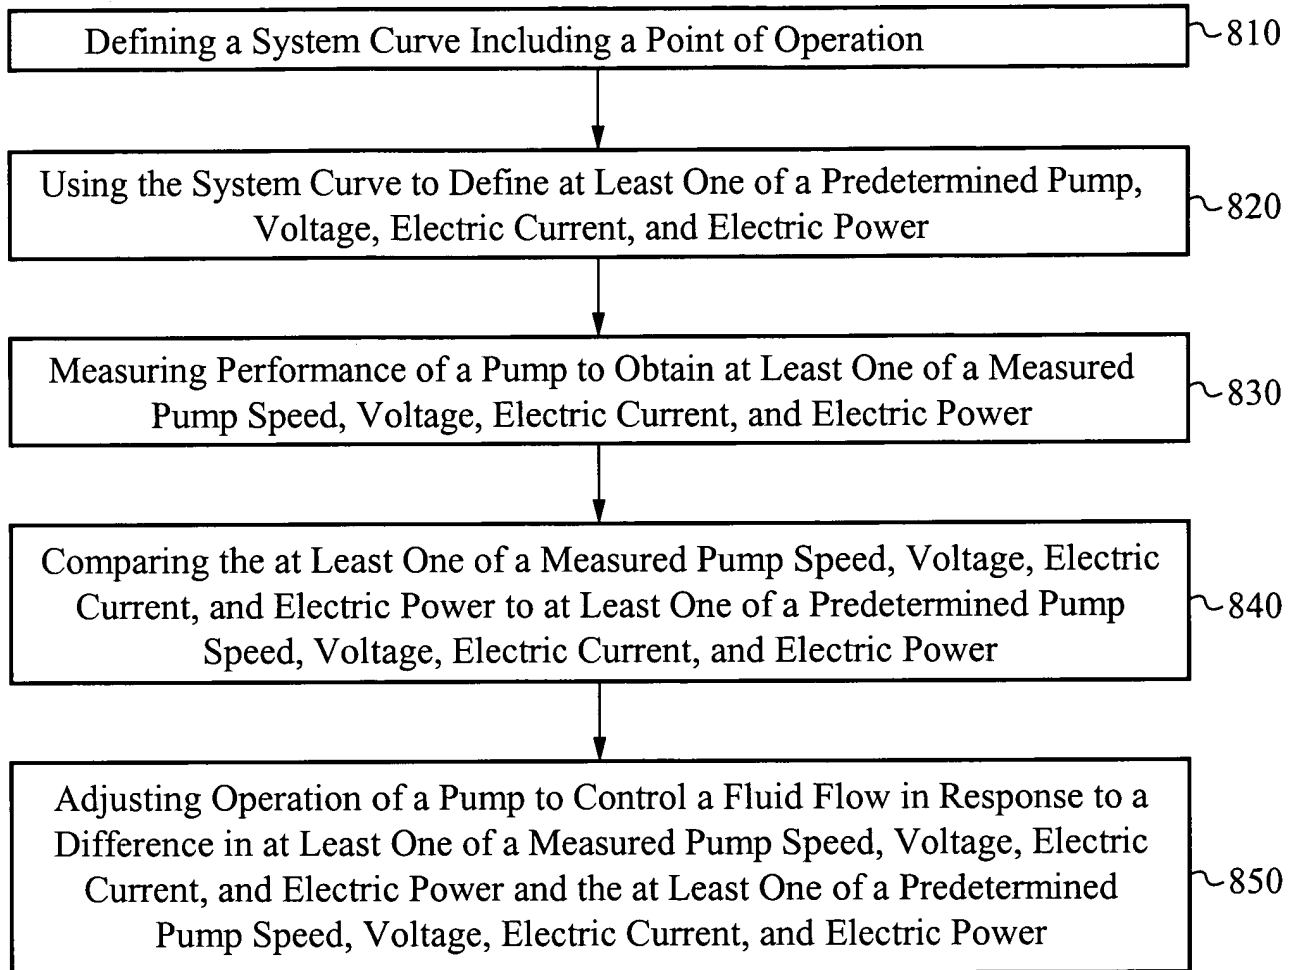 Defining a System Curve Including a Point of Operation
810
Using the System Curve to Define at Least One of a Predetermined Pump,
Voltage, Electric Current, and Electric Power
820
Measuring Performance of a Pump to Obtain at Least One of a Measured
Pump Speed, Voltage, Electric Current, and Electric Power
830
Comparing the at Least One of a Measured Pump Speed, Voltage, Electric
Current, and Electric Power to at Least One of a Predetermined Pump
Speed, Voltage, Electric Current, and Electric Power
840
Adjusting Operation of a Pump to Control a Fluid Flow in Response to a
Difference in at Least One of a Measured Pump Speed, Voltage, Electric
Current, and Electric Power and the at Least One of a Predetermined
Pump Speed, Voltage, Electric Current, and Electric Power
850